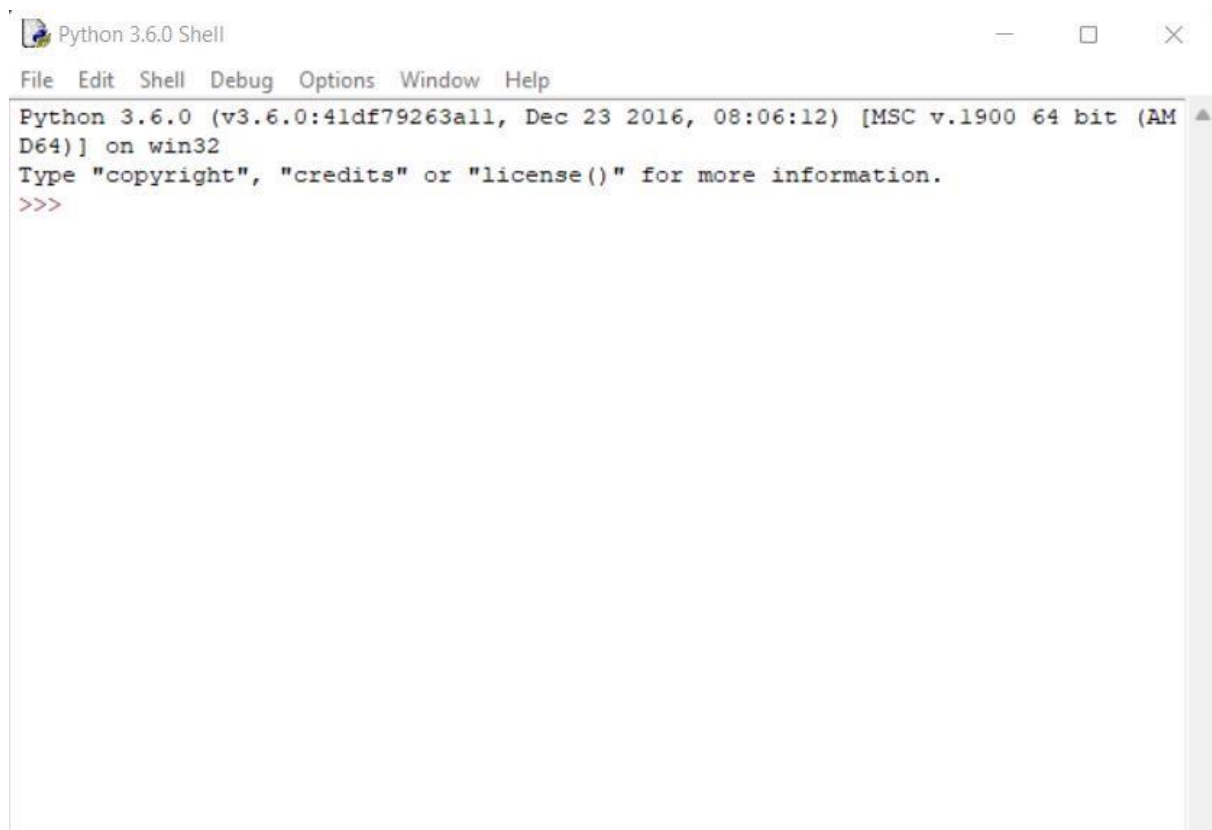 Python 3.6.0 Shell
File Edit Shell Debug Options Window Help
Python 3.6.0 (v3.6.0:41df79263a11, Dec 23 2016, 08:06:12) [MSC v.1900 64 bit (AM
D64)] on win32
Type "copyright", "credits" or "license()" for more information.
>>>